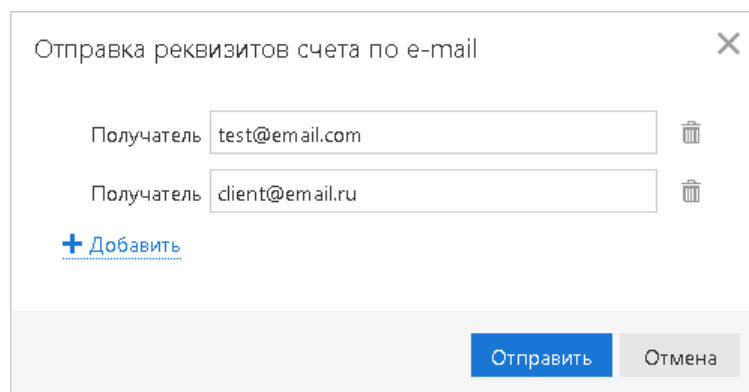 Отправка реквизитов счета по e-mail
Получатель test@email.com
Получатель client@email.ru
Добавить
Отправить Отмена